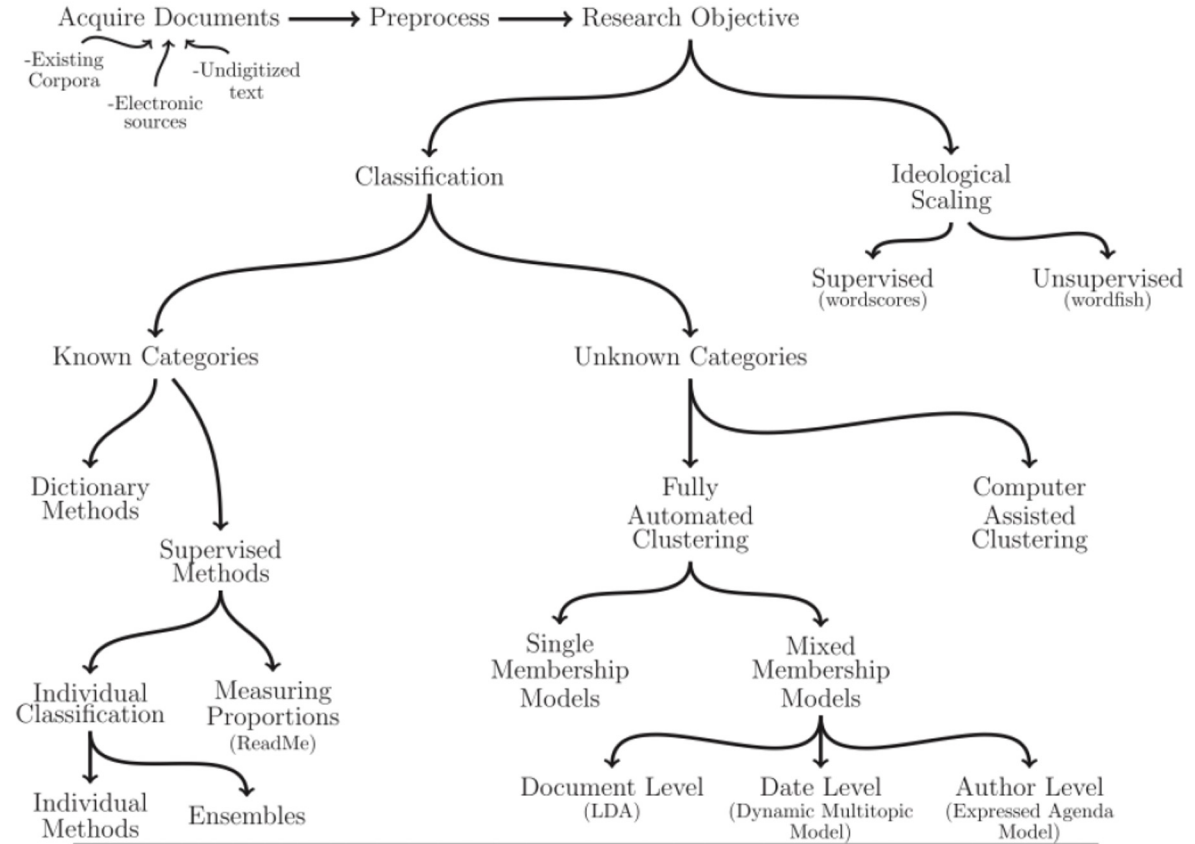 Acquire Documents
Preprocess
Research Objective
-Existing
Corpora
-Electronic
sources
-Undigitized
text
Classification
Ideological
Scaling
Supervised
(wordscores)
Unsupervised
(wordfish)
Known Categories
Unknown Categories
Dictionary
Methods
Supervised
Methods
Fully
Automated
Clustering
Computer
Assisted
Clustering
Individual
Classification
Measuring
Proportions
(ReadMe)
Single
Membership
Models
Mixed
Membership
Models
Individual
Methods
Ensembles
Document Level
(LDA)
Date Level
(Dynamic Multitopic
Model)
Author Level
(Expressed Agenda
Model)